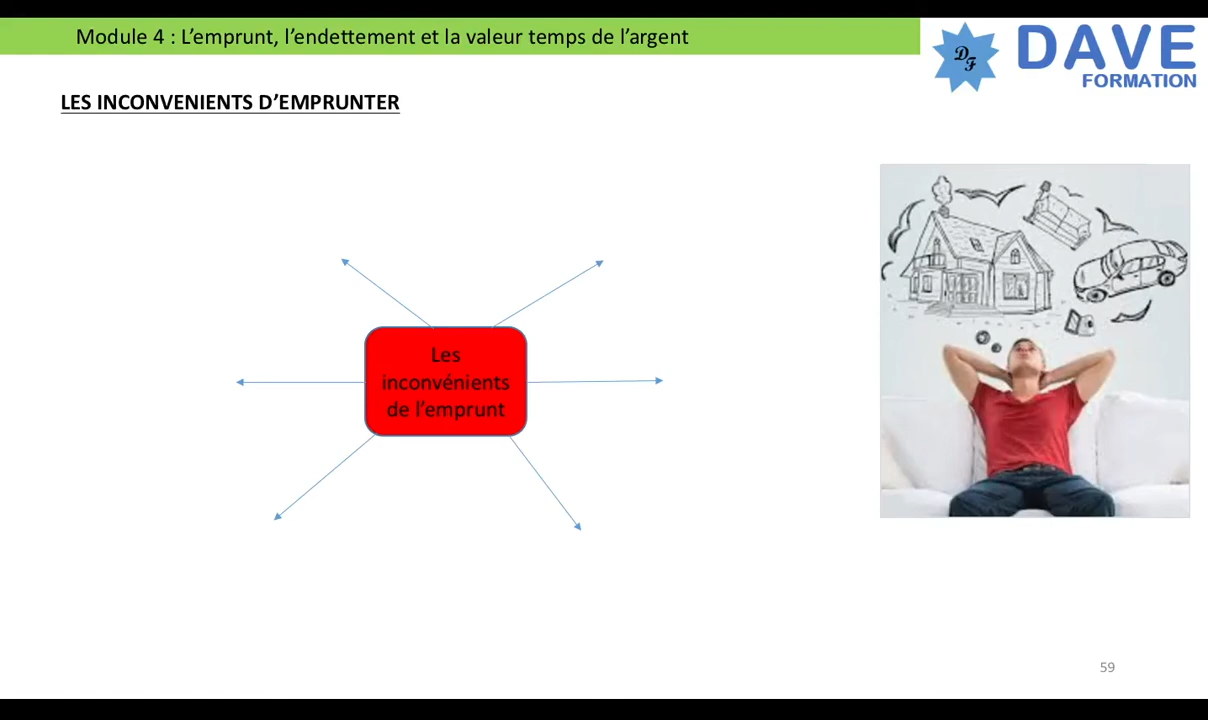 Module 4 : L’emprunt, l’endettement et la valeur temps de l’argent
DF
DAVE
FORMATION
LES INCONVENIENTS D’EMPRUNTER
Les
inconvénients
de l’emprunt
59